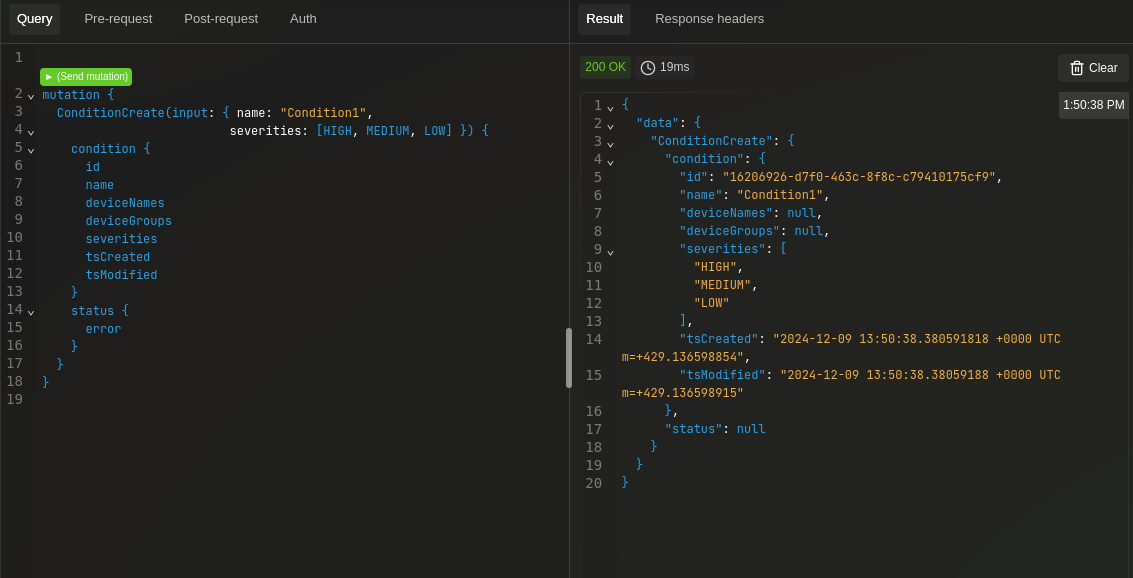 Query Pre-request Post-request Auth
1
▶ (Send mutation)
2 mutation {
3   ConditionCreate(input: { name: "Condition1",
4                           severities: [HIGH, MEDIUM, LOW] }) {
5     condition {
6       id
7       name
8       deviceNames
9       deviceGroups
10       severities
11       tsCreated
12       tsModified
13     }
14     status {
15       error
16     }
17   }
18 }
19
Result Response headers
200 OK 19ms Clear
1:50:38 PM
1 {
2   "data": {
3     "ConditionCreate": {
4       "condition": {
5         "id": "16206926-d7f0-463c-8f8c-c79410175cf9",
6         "name": "Condition1",
7         "deviceNames": null,
8         "deviceGroups": null,
9         "severities": [
10           "HIGH",
11           "MEDIUM",
12           "LOW"
13         ],
14         "tsCreated": "2024-12-09 13:50:38.380591818 +0000 UTC
m=+429.136598854",
15         "tsModified": "2024-12-09 13:50:38.38059188 +0000 UTC
m=+429.136598915"
16       },
17       "status": null
18     }
19   }
20 }